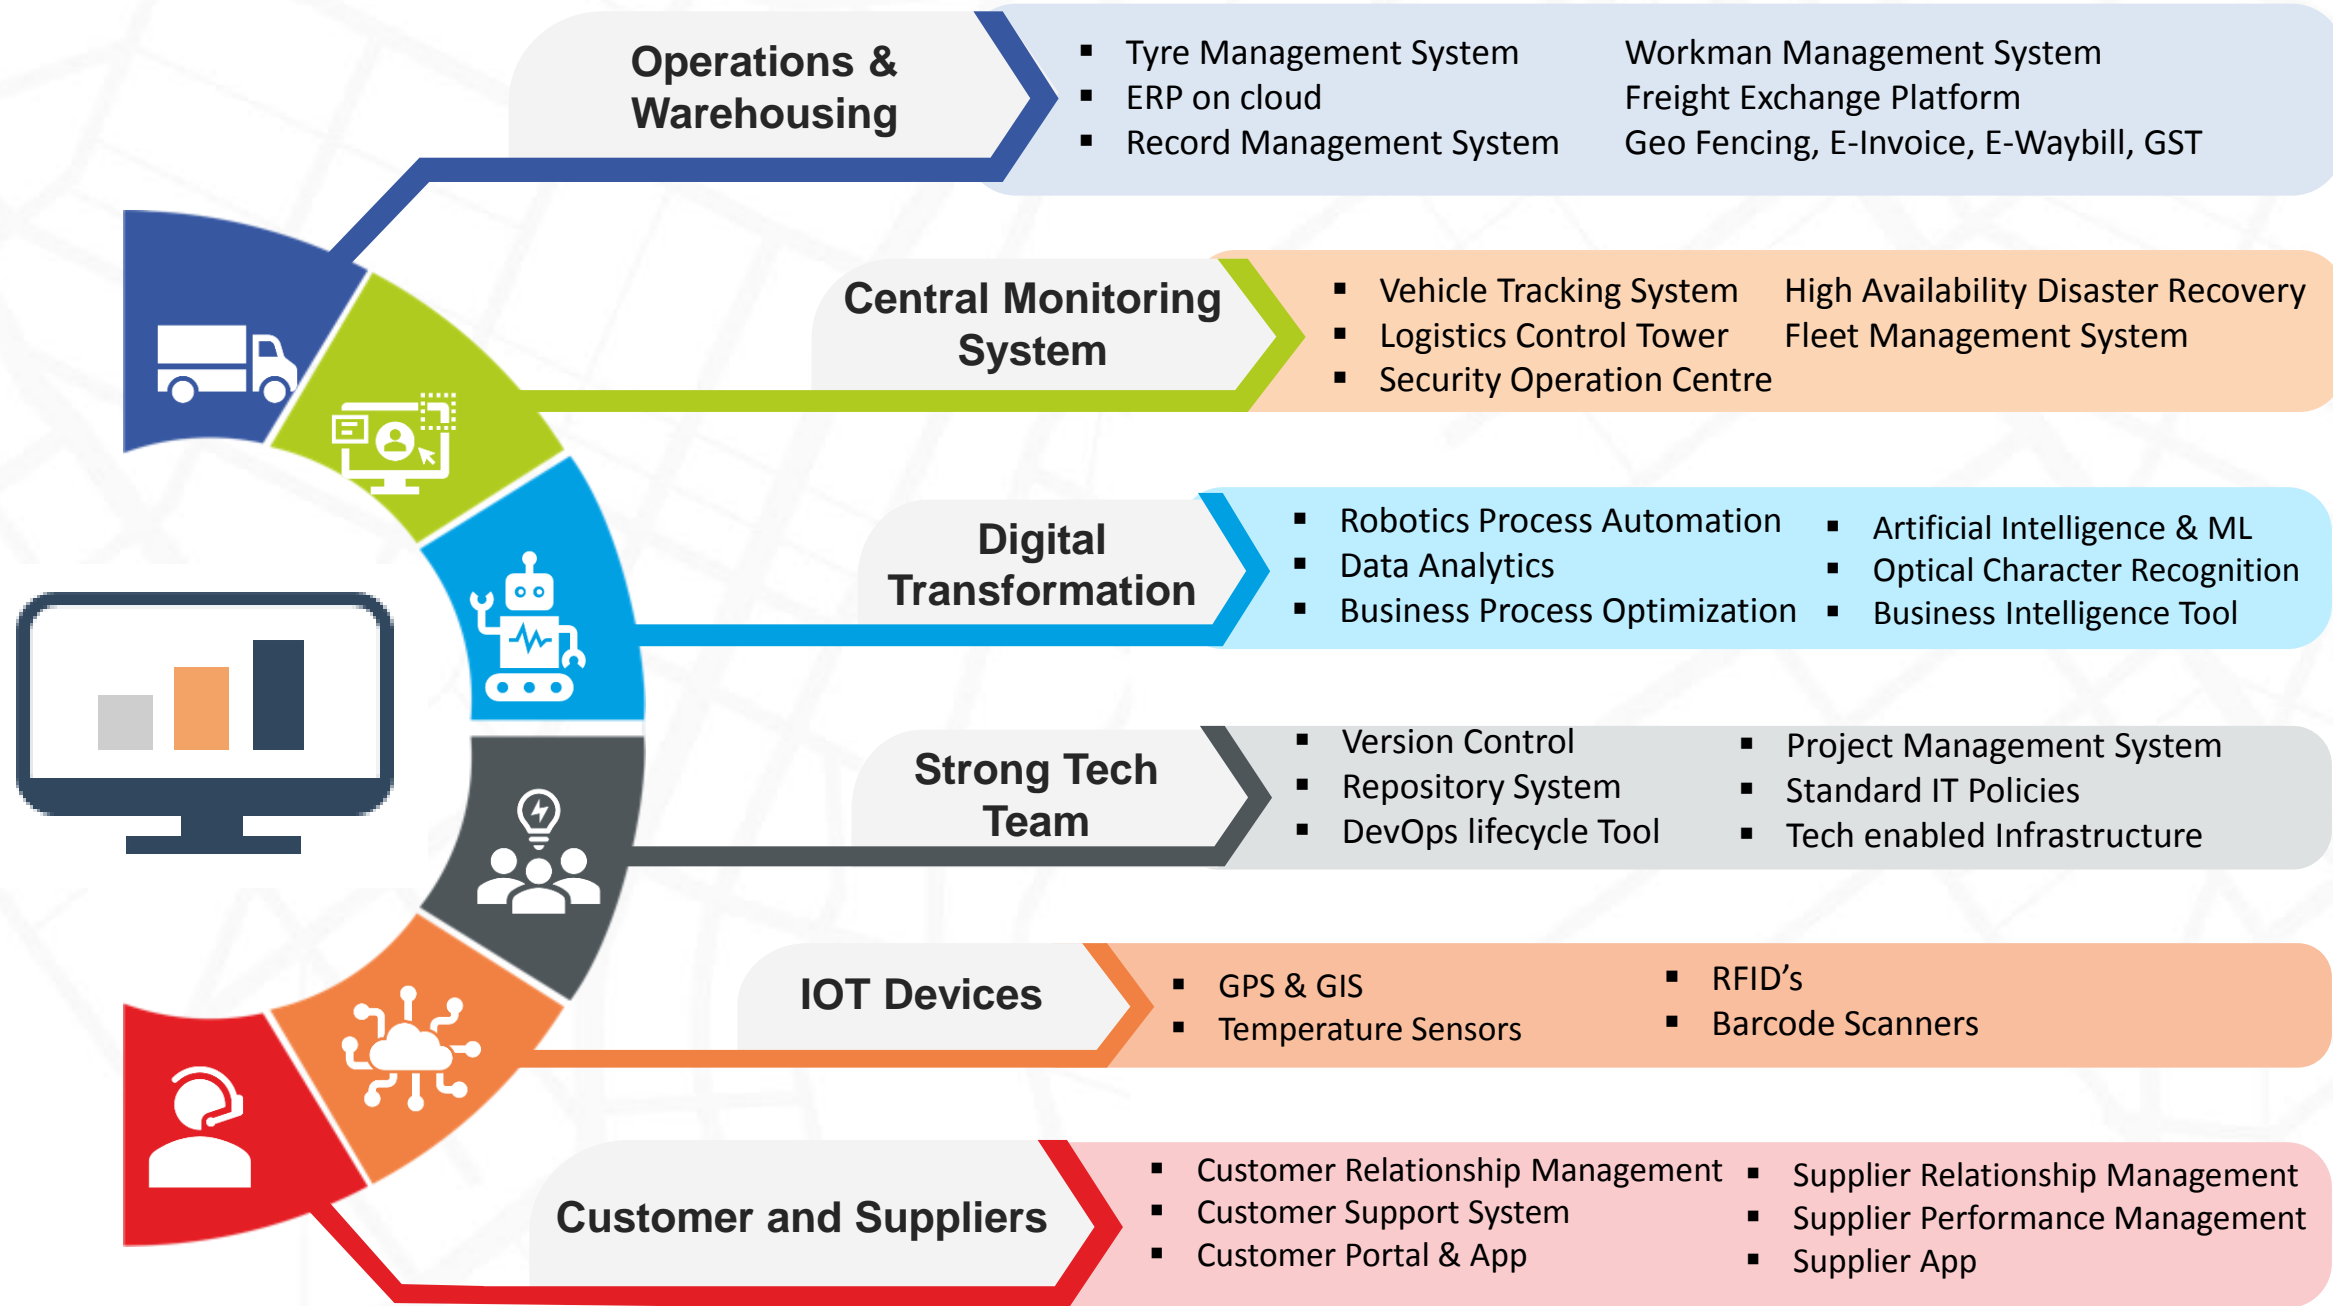 Operations &
Warehousing
▪ Tyre Management System
▪ ERP on cloud
▪ Record Management System
Workman Management System
Freight Exchange Platform
Geo Fencing, E-Invoice, E-Waybill, GST
Central Monitoring
System
▪ Vehicle Tracking System
▪ Logistics Control Tower
▪ Security Operation Centre
High Availability Disaster Recovery
Fleet Management System
Digital
Transformation
▪ Robotics Process Automation
▪ Data Analytics
▪ Business Process Optimization
▪ Artificial Intelligence & ML
▪ Optical Character Recognition
▪ Business Intelligence Tool
Strong Tech
Team
▪ Version Control
▪ Repository System
▪ DevOps lifecycle Tool
▪ Project Management System
▪ Standard IT Policies
▪ Tech enabled Infrastructure
IOT Devices
▪ GPS & GIS
▪ Temperature Sensors
▪ RFID’s
▪ Barcode Scanners
Customer and Suppliers
▪ Customer Relationship Management
▪ Customer Support System
▪ Customer Portal & App
▪ Supplier Relationship Management
▪ Supplier Performance Management
▪ Supplier App